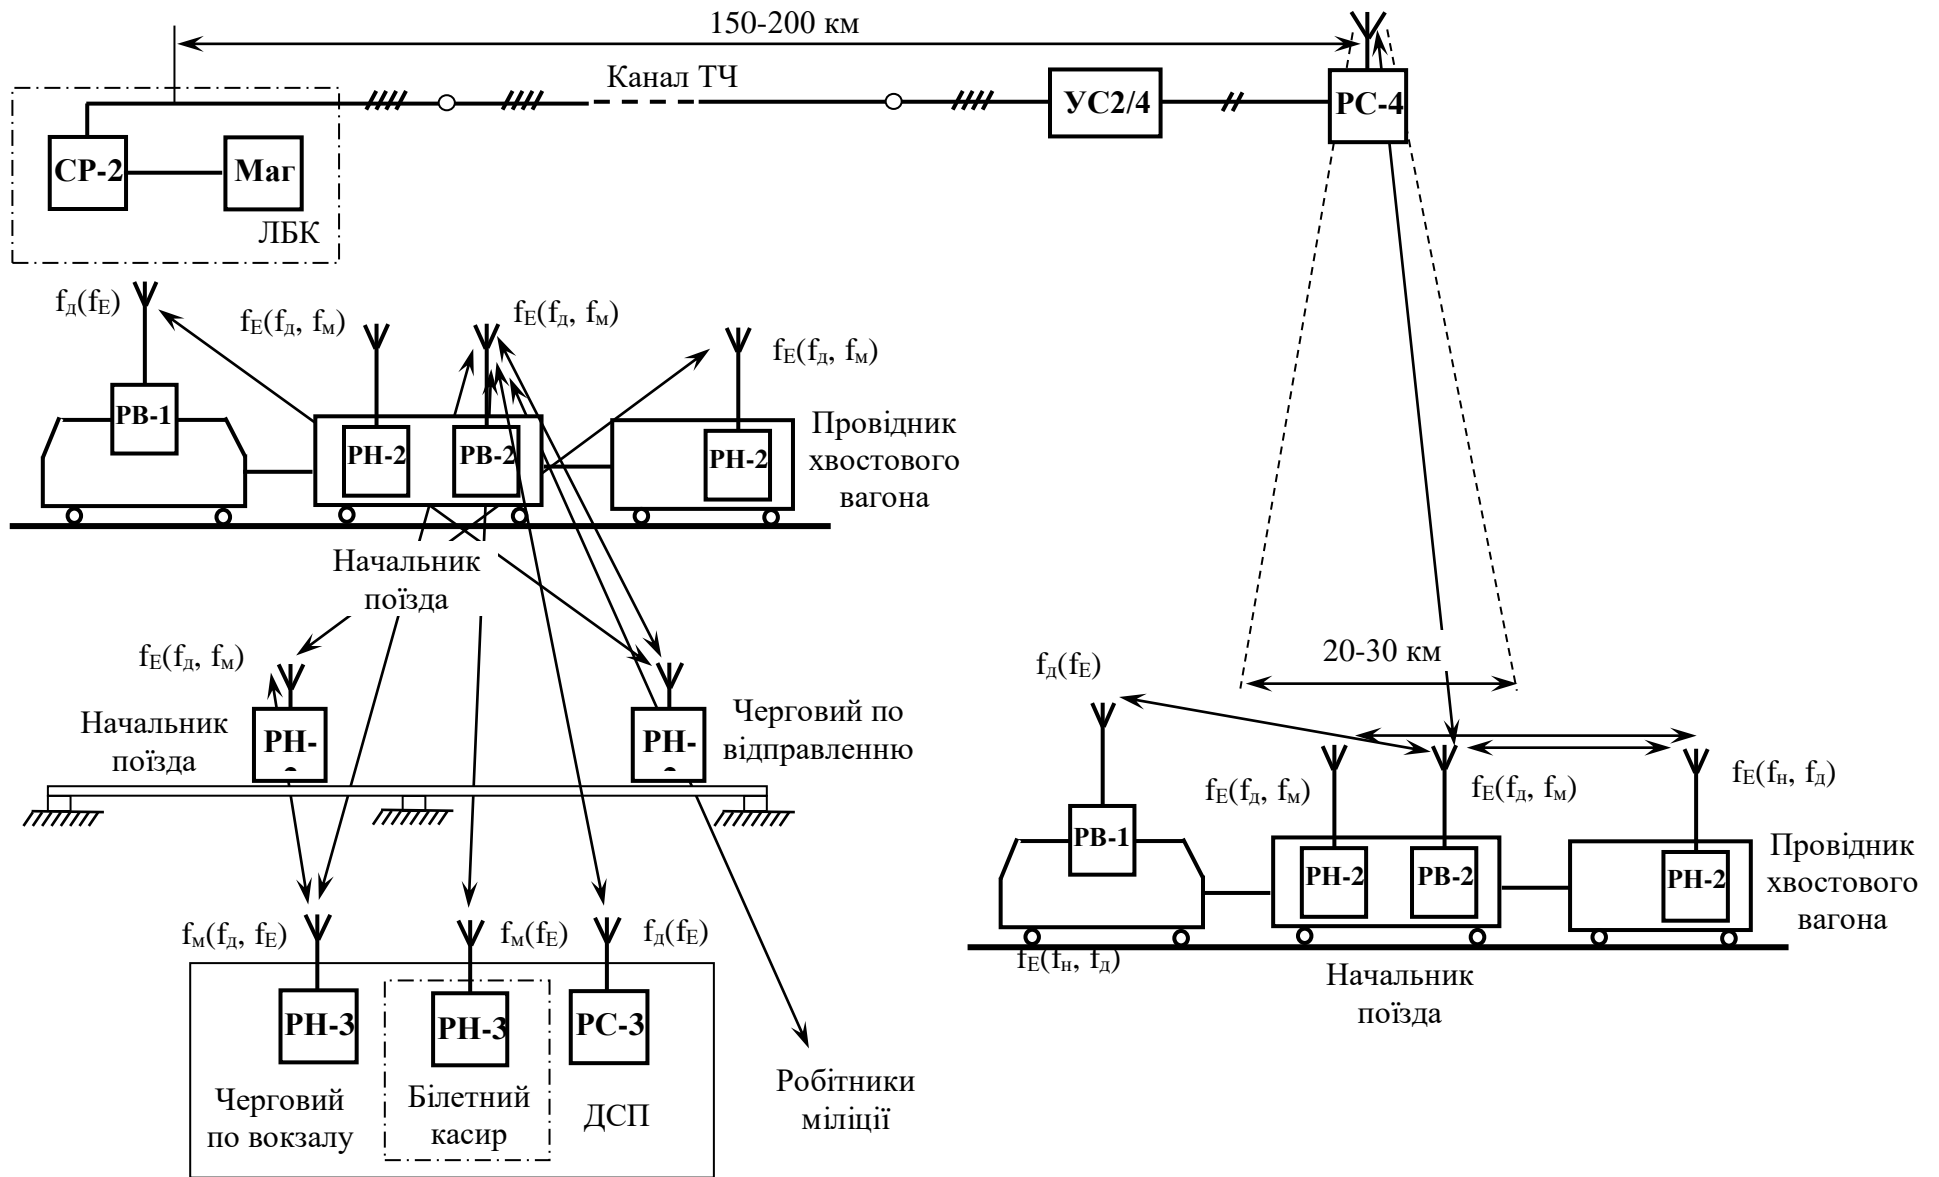 150-200 км
Канал ТЧ
УС2/4
РС-4
СР-2
Маг
ЛБК
fд(fЕ)
fЕ(fд, fм)
fЕ(fд, fм)
fЕ(fд, fм)
РВ-1
РН-2
РВ-2
РН-2
Провідник
хвостового
вагона
Начальник
поїзда
fЕ(fд, fм)
Начальник
поїзда
РН-
РН-
Черговий по
відправленню
fм(fд, fЕ)
fм(fЕ)
fд(fЕ)
РН-3
РН-3
РС-3
Черговий
по вокзалу
Білетний
касир
ДСП
Робітники
міліції
20-30 км
fд(fЕ)
fЕ(fд, fм)
fЕ(fд, fм)
fЕ(fн, fд)
РВ-1
РН-2
РВ-2
РН-2
Провідник
хвостового
вагона
fЕ(fн, fд)
Начальник
поїзда